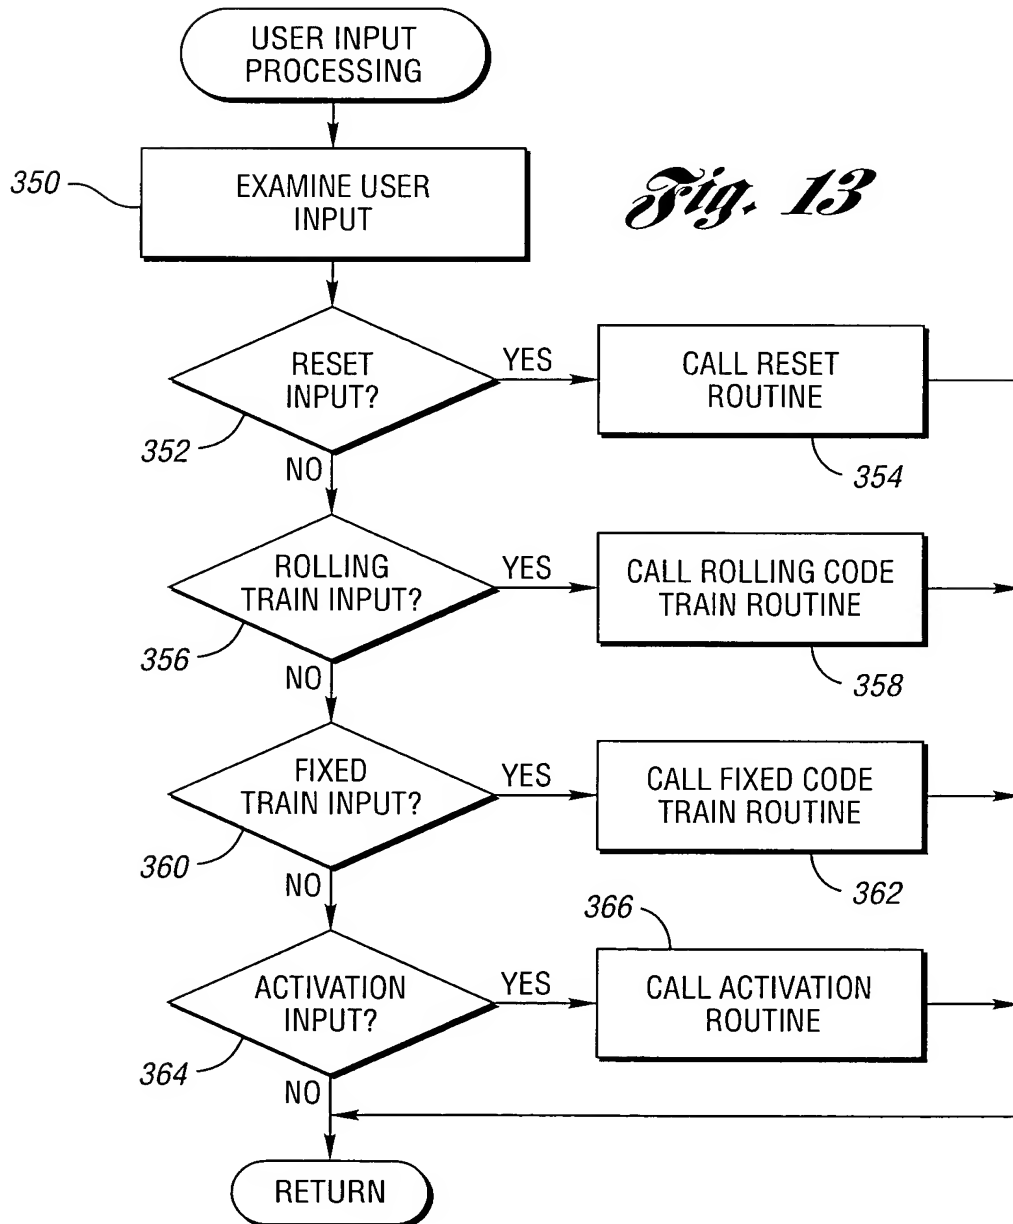 USER INPUT
PROCESSING
350
EXAMINE USER
INPUT
Fig. 13
RESET
INPUT?
352
YES
CALL RESET
ROUTINE
354
NO
ROLLING
TRAIN INPUT?
356
YES
CALL ROLLING CODE
TRAIN ROUTINE
358
NO
FIXED
TRAIN INPUT?
360
YES
CALL FIXED CODE
TRAIN ROUTINE
362
NO
366
ACTIVATION
INPUT?
364
YES
CALL ACTIVATION
ROUTINE
NO
RETURN